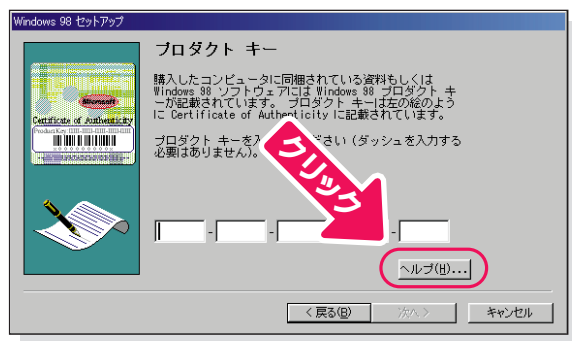 Windows 98 セットアップ
プロダクト キー
購入したコンピュータに同梱されている資料もしくは
Windows 98 ソフトウェアには Windows 98 プロダクト キ
ーが記載されています。 プロダクト キーは左の絵のよう
に Certificate of Authenticity に記載されています。
Microsoft
Certificate of Authenticity
プロダクト キーを入 ださい (ダッシュを入力する
必要はありません)。
クリック
- - -
ヘルプ(H)...
< 戻る(B)
次へ >
キャンセル